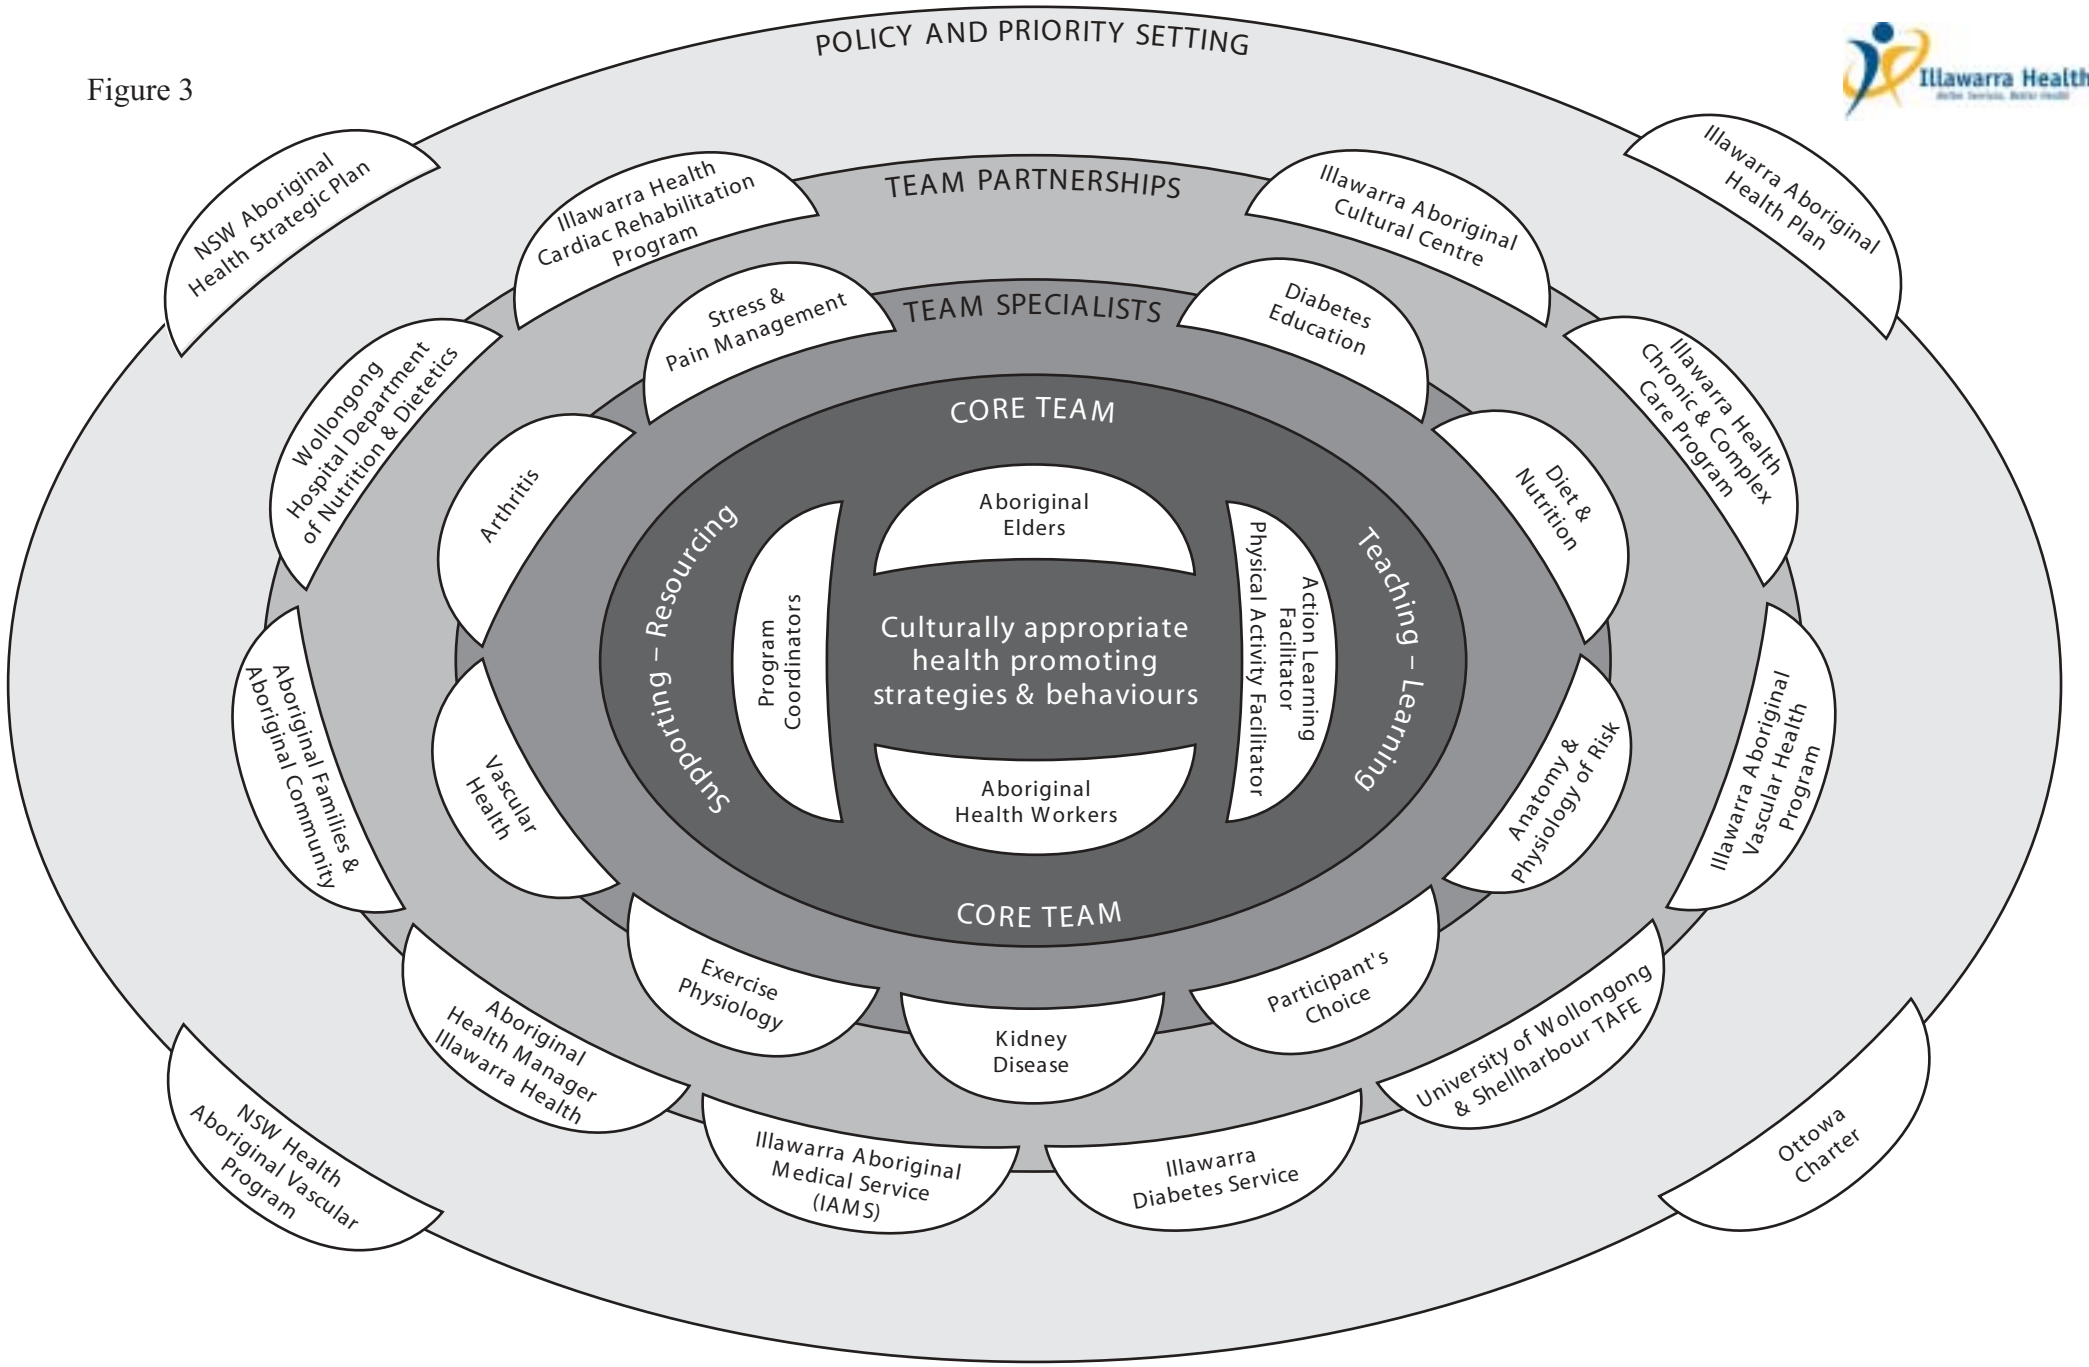 Figure 3
POLICY AND PRIORITY SETTING
Illawarra Health
NSW Aboriginal
Health Strategic Plan
Illawarra Aboriginal
Health Plan
TEAM PARTNERSHIPS
Illawarra Health
Cardiac Rehabilitation
Program
Illawarra Aboriginal
Cultural Centre
Wollongong
Hospital Department
of Nutrition & Dietetics
Illawarra Health
Chronic & Complex
Care Program
TEAM SPECIALISTS
Stress &
Pain Management
Diabetes
Education
Arthritis
Diet &
Nutrition
CORE TEAM
Supporting – Resourcing
Teaching – Learning
Aboriginal
Elders
Program
Coordinators
Culturally appropriate
health promoting
strategies & behaviours
Action Learning
Facilitator
Physical Activity Facilitator
Aboriginal
Health Workers
CORE TEAM
Aboriginal Families &
Aboriginal Community
Vascular
Health
Anatomy &
Physiology of Risk
Illawarra Aboriginal
Vascular Health
Program
Exercise
Physiology
Kidney
Disease
Participant's
Choice
Aboriginal
Health Manager
Illawarra Health
Illawarra Aboriginal
Medical Service
(IAMS)
Illawarra
Diabetes Service
University of Wollongong
& Shellharbour TAFE
NSW Health
Aboriginal Vascular
Program
Ottowa
Charter